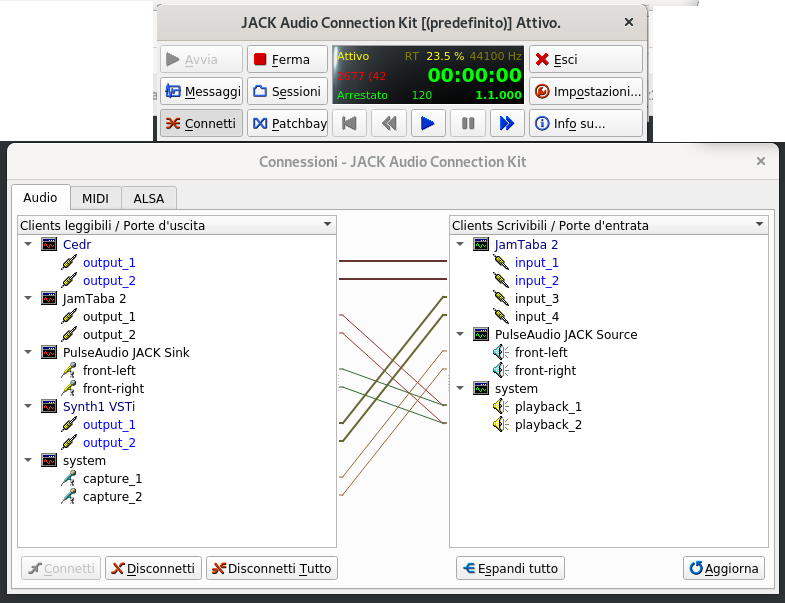 JACK Audio Connection Kit [(predefinito)] Attivo.
Avvia
Ferma
Attivo
RT 23.5 % 44100 Hz
Esci
Messaggi
Sessioni
2677 (42
00:00:00
Impostazioni...
Arrestato 120 1.1.000
Connetti
Patchbay
Info su...
Connessioni - JACK Audio Connection Kit
Audio
MIDI
ALSA
Clients leggibili / Porte d'uscita
Cedr
output_1
output_2
JamTaba 2
output_1
output_2
PulseAudio JACK Sink
front-left
front-right
Synth1 VSTi
output_1
output_2
system
capture_1
capture_2
Clients Scrivibili / Porte d'entrata
JamTaba 2
input_1
input_2
input_3
input_4
PulseAudio JACK Source
front-left
front-right
system
playback_1
playback_2
Connetti
Disconnetti
Disconnetti Tutto
Espandi tutto
Aggiorna